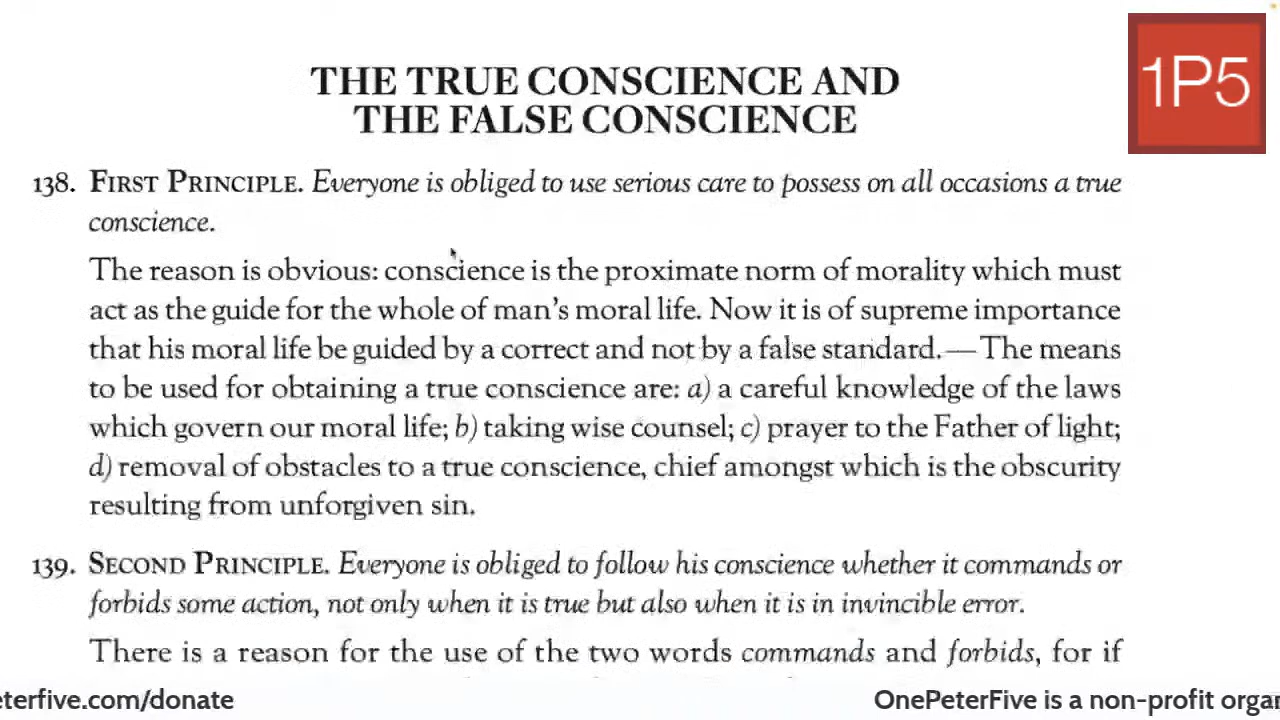 1P5
THE TRUE CONSCIENCE AND
THE FALSE CONSCIENCE
138. FIRST PRINCIPLE. Everyone is obliged to use serious care to possess on all occasions a true
conscience.
The reason is obvious: conscience is the proximate norm of morality which must
act as the guide for the whole of man's moral life. Now it is of supreme importance
that his moral life be guided by a correct and not by a false standard.—The means
to be used for obtaining a true conscience are: a) a careful knowledge of the laws
which govern our moral life; b) taking wise counsel; c) prayer to the Father of light;
d) removal of obstacles to a true conscience, chief amongst which is the obscurity
resulting from unforgiven sin.
139. SECOND PRINCIPLE. Everyone is obliged to follow his conscience whether it commands or
forbids some action, not only when it is true but also when it is in invincible error.
There is a reason for the use of the two words commands and forbids, for if
eterfive.com/donate
OnePeterFive is a non-profit organ